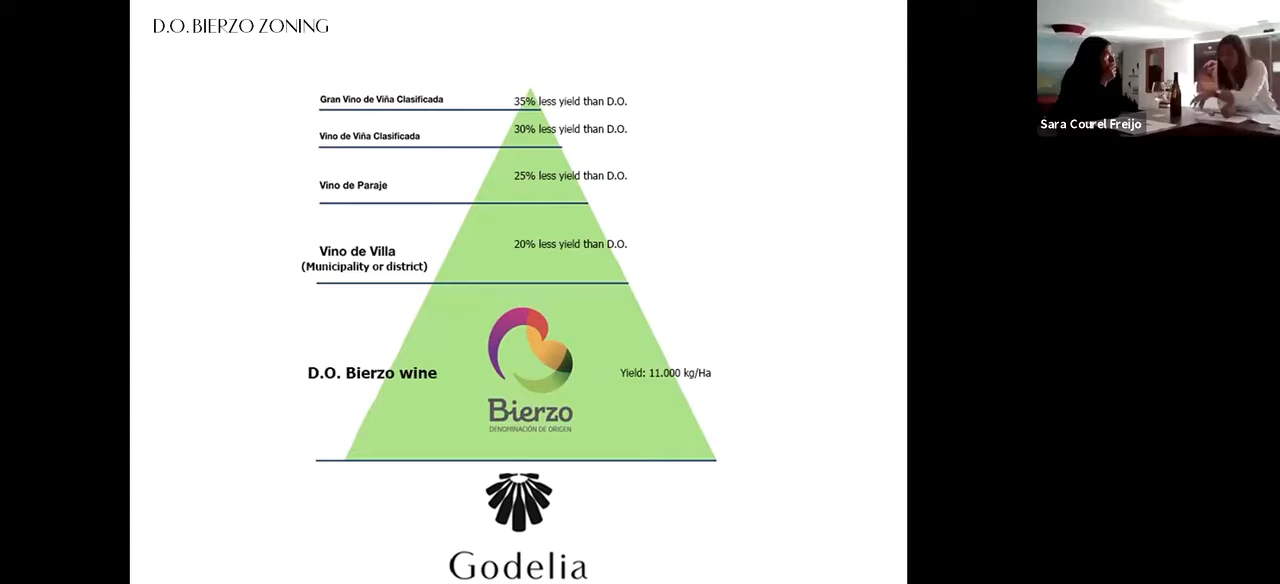 D.O. BIERZO ZONING
Gran Vino de Viña Clasificada
35% less yield than D.O.
Vino de Viña Clasificada
30% less yield than D.O.
Vino de Paraje
25% less yield than D.O.
Vino de Villa
(Municipality or district)
20% less yield than D.O.
D.O. Bierzo wine
Yield: 11.000 kg/Ha
Bierzo
DENOMINACIÓN DE ORIGEN
Godelia
Sara Courel Freijo